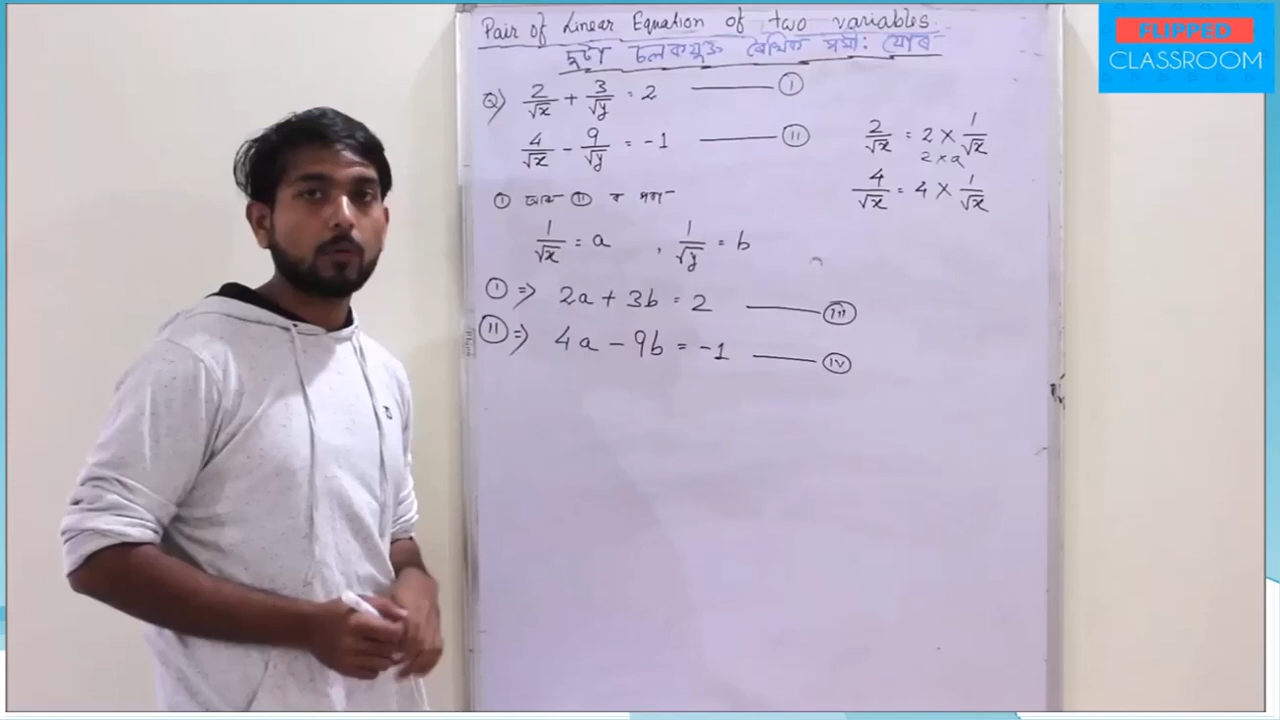 Pair of Linear Equation of two variables.
দুটা চলকযুক্ত ৰৈখিক সমী: যোৰ
FLIPPED
CLASSROOM
Q) 2/√x + 3/√y = 2 —— (i)
4/√x - 9/√y = -1 —— (ii)
2/√x = 2 × 1/√x
2 × a
4/√x = 4 × 1/√x
(i) আৰু (ii) ৰ পৰা
1/√x = a , 1/√y = b
(i) ⇒ 2a + 3b = 2 —— (iii)
(ii) ⇒ 4a - 9b = -1 —— (iv)